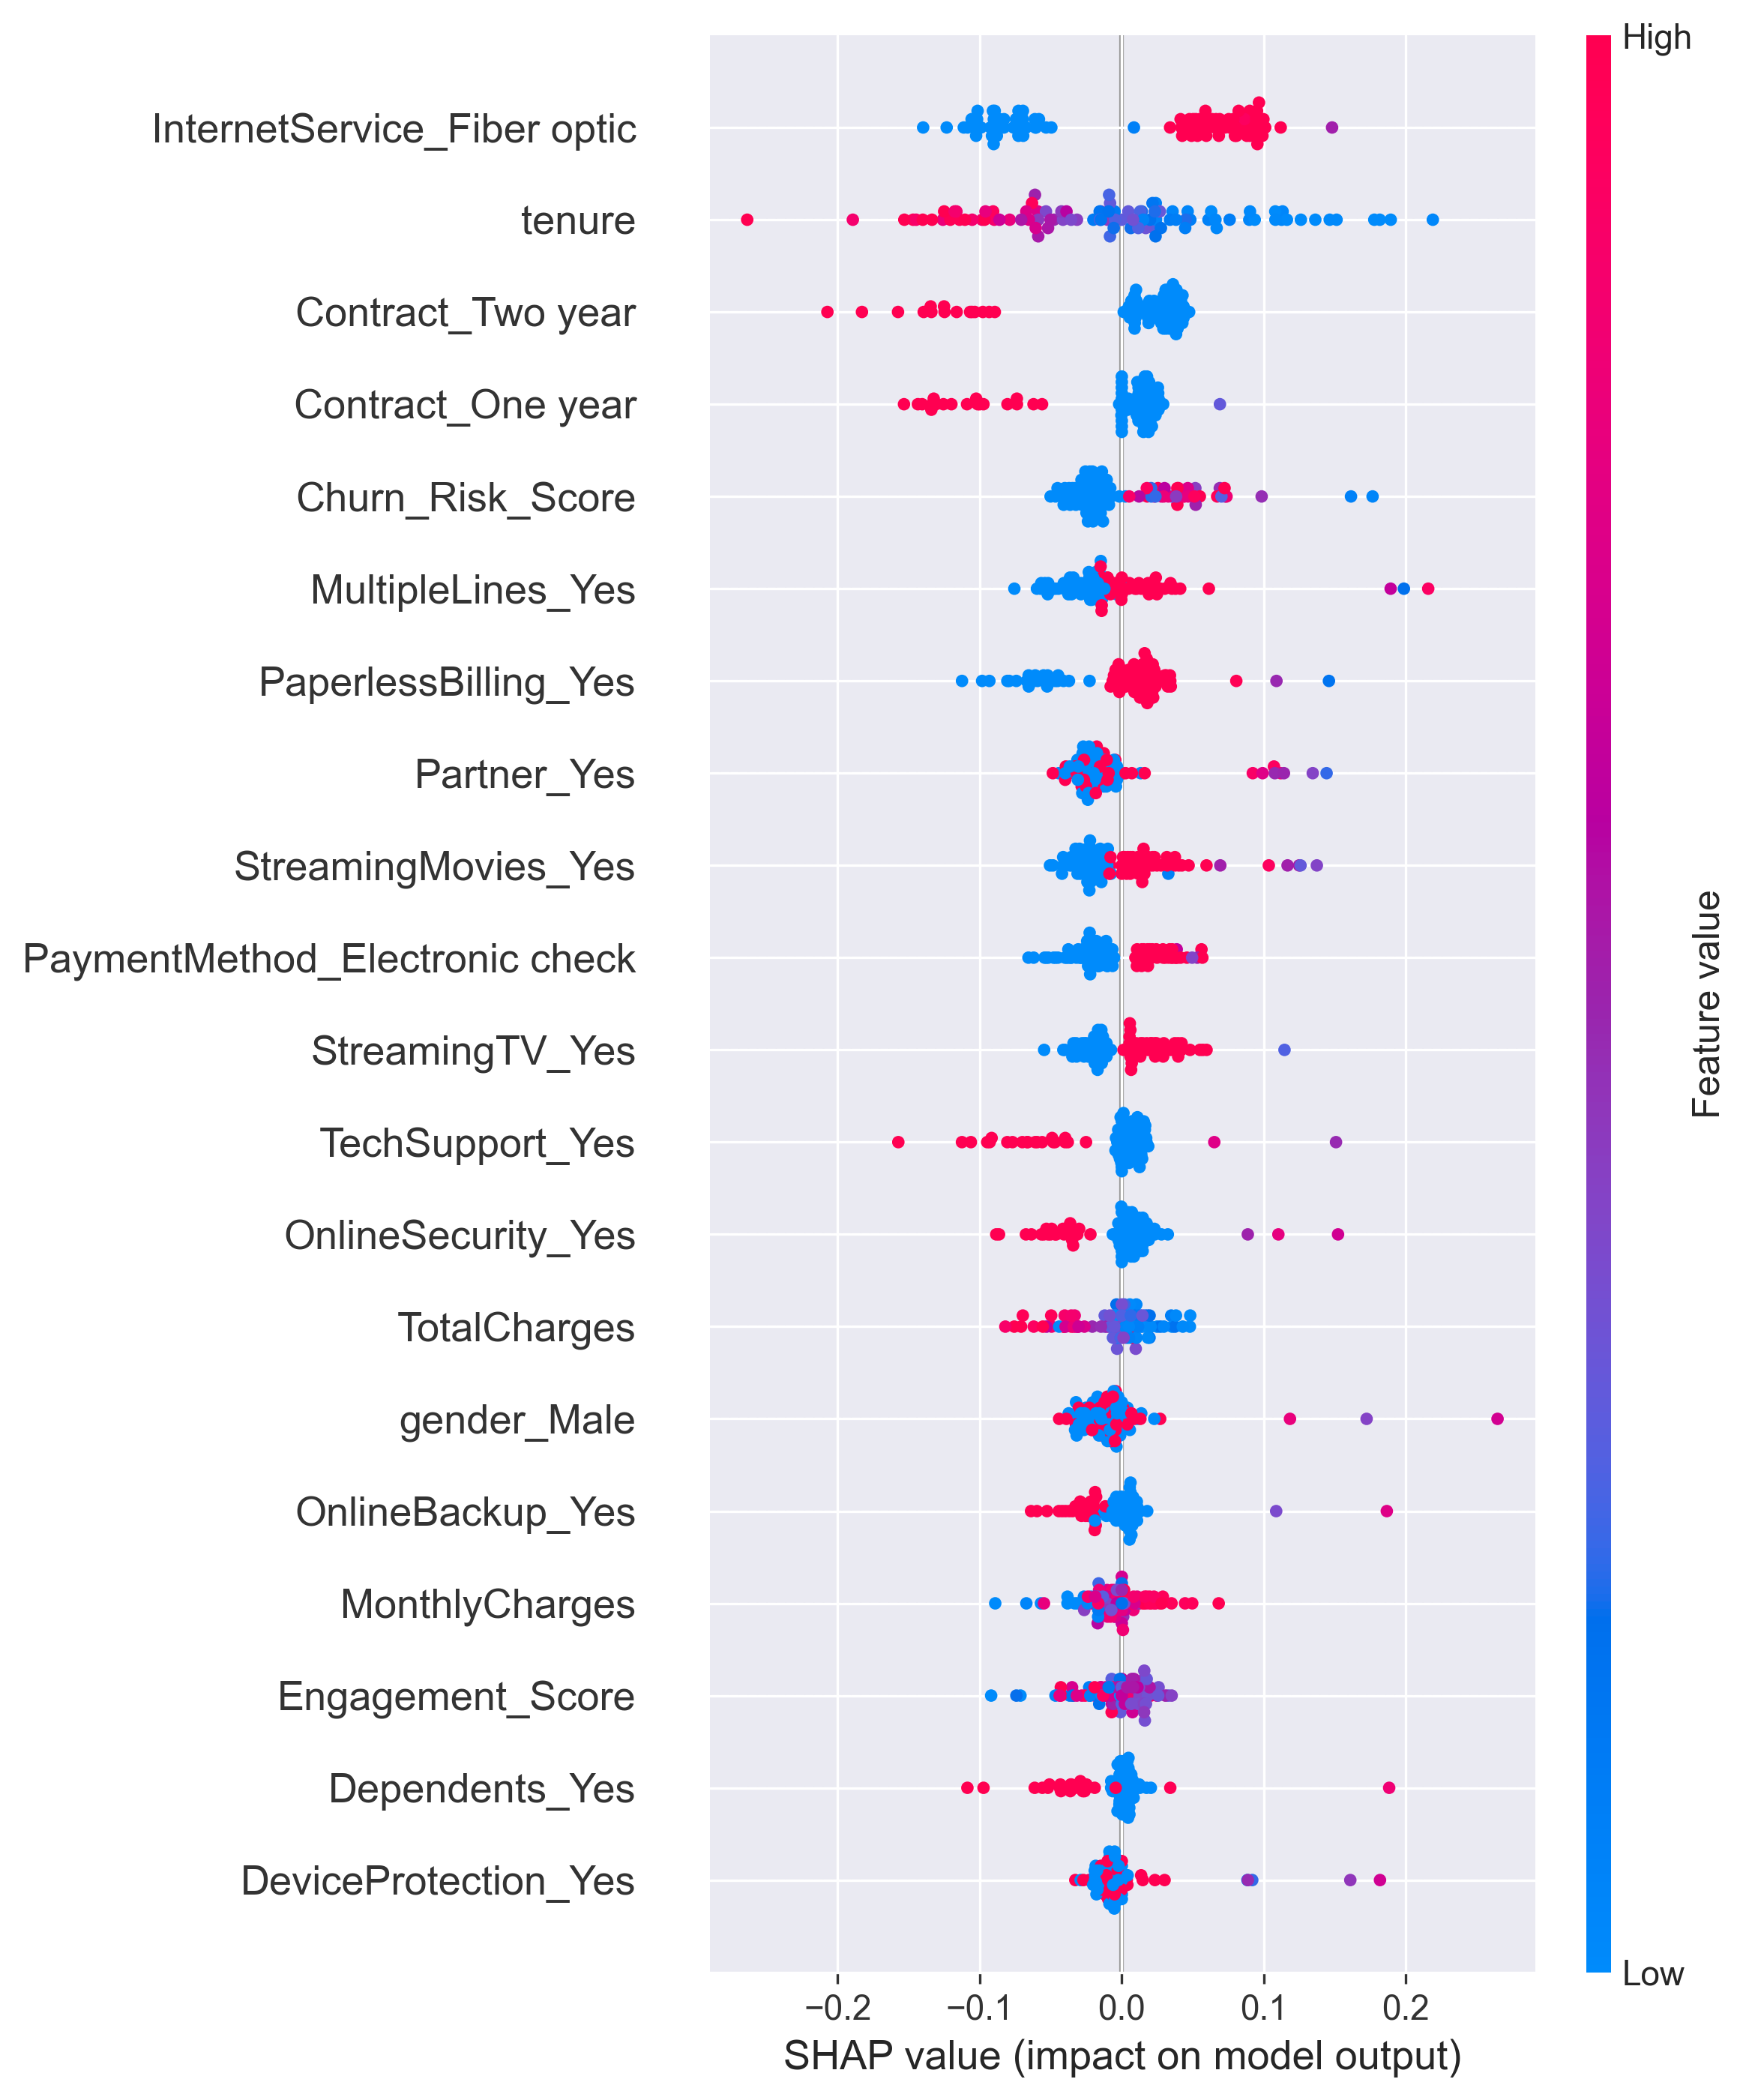 High
InternetService_Fiber optic
tenure
Contract_Two year
Contract_One year
Churn_Risk_Score
MultipleLines_Yes
PaperlessBilling_Yes
Partner_Yes
StreamingMovies_Yes
PaymentMethod_Electronic check
StreamingTV_Yes
TechSupport_Yes
OnlineSecurity_Yes
TotalCharges
gender_Male
OnlineBackup_Yes
MonthlyCharges
Engagement_Score
Dependents_Yes
DeviceProtection_Yes
Feature value
Low
−0.2 −0.1 0.0 0.1 0.2
SHAP value (impact on model output)